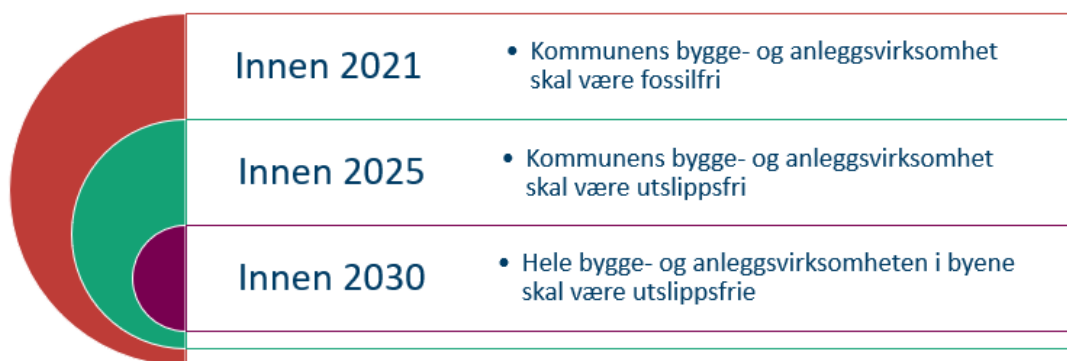 Innen 2021
• Kommunens bygge- og anleggsvirksomhet
skal være fossilfri
Innen 2025
• Kommunens bygge- og anleggsvirksomhet
skal være utslippsfri
Innen 2030
• Hele bygge- og anleggsvirksomheten i byene
skal være utslippsfrie